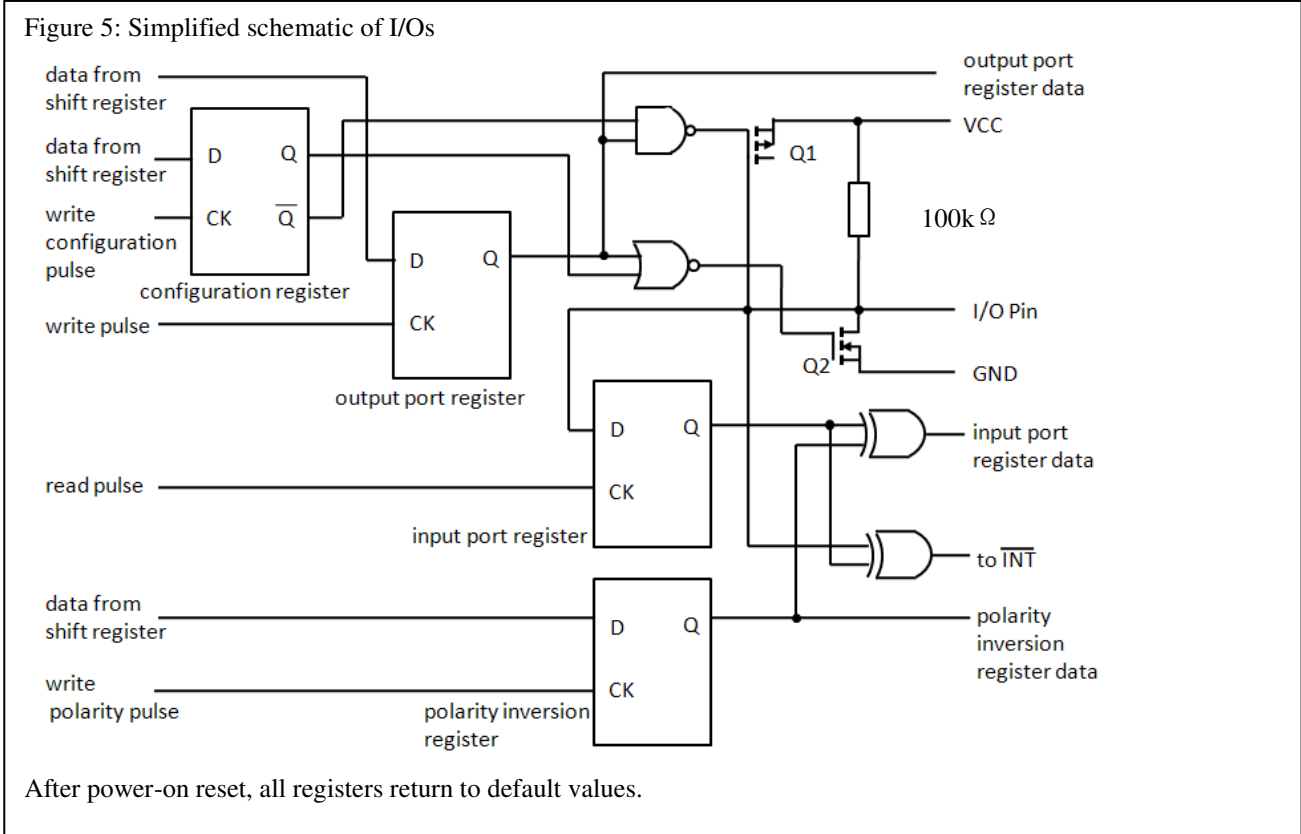 Figure 5: Simplified schematic of I/Os
data from
shift register
output port
register data
data from
shift register
D
Q
VCC
Q1
write
configuration
pulse
CK
Q
100k Ω
configuration register
D
Q
write pulse
CK
I/O Pin
Q2
GND
output port register
D
Q
input port
register data
read pulse
CK
input port register
to INT
data from
shift register
D
Q
polarity
inversion
register data
write
polarity pulse
CK
polarity inversion
register
After power-on reset, all registers return to default values.